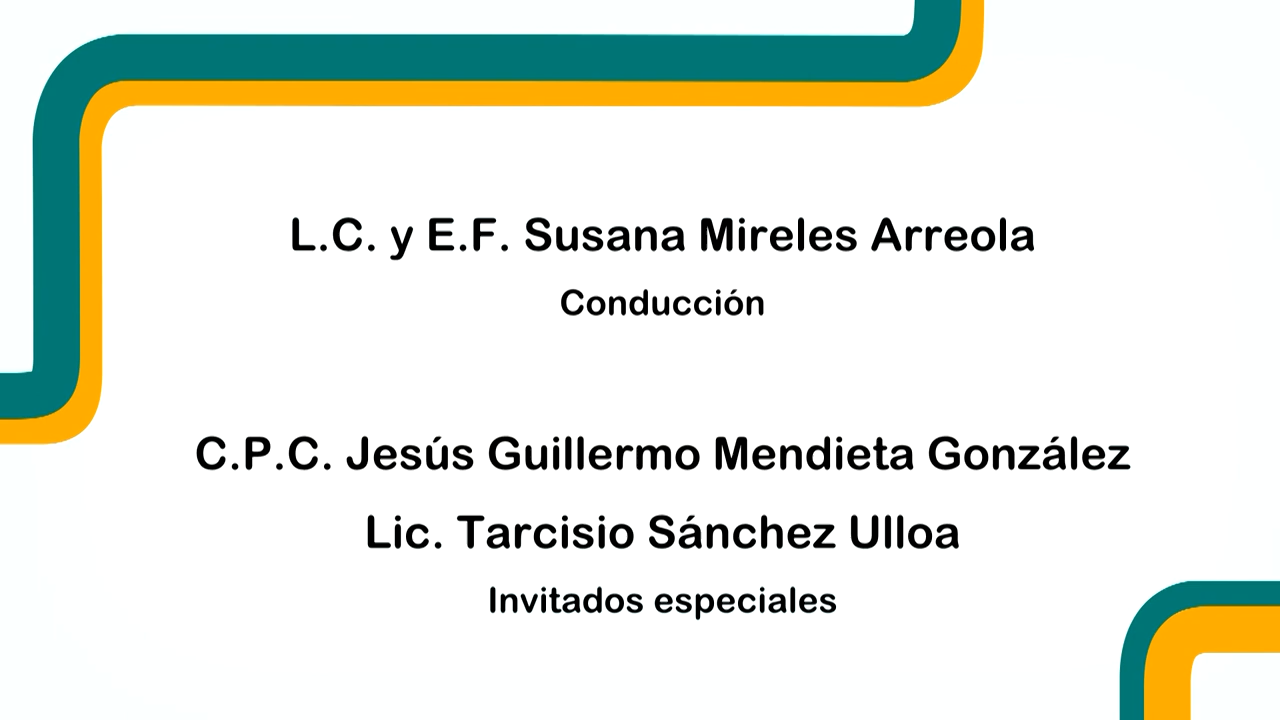 L.C. y E.F. Susana Mireles Arreola
Conducción
C.P.C. Jesús Guillermo Mendieta González
Lic. Tarcisio Sánchez Ulloa
Invitados especiales